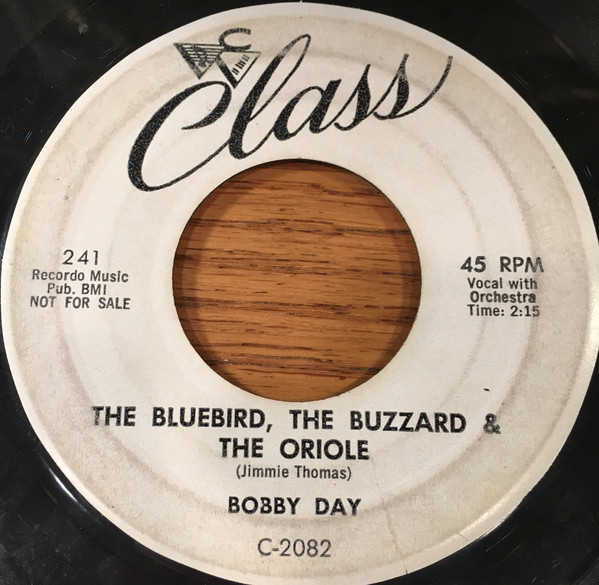 Class
241
Recordo Music
Pub. BMI
NOT FOR SALE
45 RPM
Vocal with
Orchestra
Time: 2:15
THE BLUEBIRD, THE BUZZARD &
THE ORIOLE
(Jimmie Thomas)
BOBBY DAY
C-2082